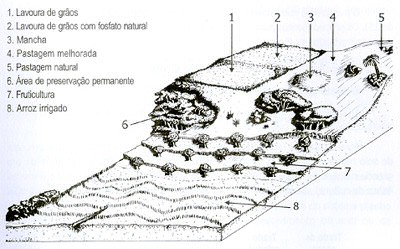 1. Lavoura de grãos
2. Lavoura de grãos com fosfato natural
3. Mancha
4. Pastagem melhorada
5. Pastagem natural
6. Área de preservação permanente
7. Fruticultura
8. Arroz irrigado
1
2
3
4
5
6
7
8